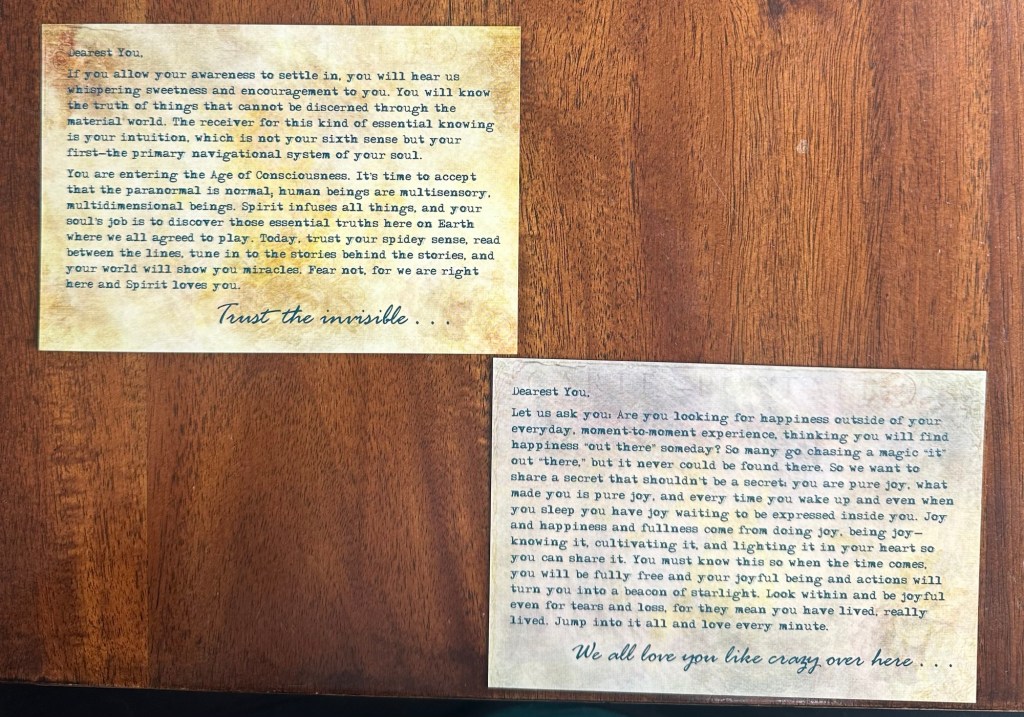 Dearest You,
If you allow your awareness to settle in, you will hear us
whispering sweetness and encouragement to you. You will know
the truth of things that cannot be discerned through the
material world. The receiver for this kind of essential knowing
is your intuition, which is not your sixth sense but your
first—the primary navigational system of your soul.
You are entering the Age of Consciousness. It's time to accept
that the paranormal is normal, human beings are multisensory,
multidimensional beings. Spirit infuses all things, and your
soul's job is to discover those essential truths here on Earth
where we all agreed to play. Today, trust your spidey sense, read
between the lines, tune in to the stories behind the stories, and
your world will show you miracles. Fear not, for we are right
here and Spirit loves you.
Trust the invisible . . .
Dearest You,
Let us ask you: Are you looking for happiness outside of your
everyday, moment-to-moment experience, thinking you will find
happiness "out there" someday? So many go chasing a magic "it"
out "there," but it never could be found there. So we want to
share a secret that shouldn't be a secret: you are pure joy, what
made you is pure joy, and every time you wake up and even when
you sleep you have joy waiting to be expressed inside you. Joy
and happiness and fullness come from doing joy, being joy—
knowing it, cultivating it, and lighting it in your heart so
you can share it. You must know this so when the time comes,
you will be fully free and your joyful being and actions will
turn you into a beacon of starlight. Look within and be joyful
even for tears and loss, for they mean you have lived, really
lived. Jump into it all and love every minute.
We all love you like crazy over here . . .